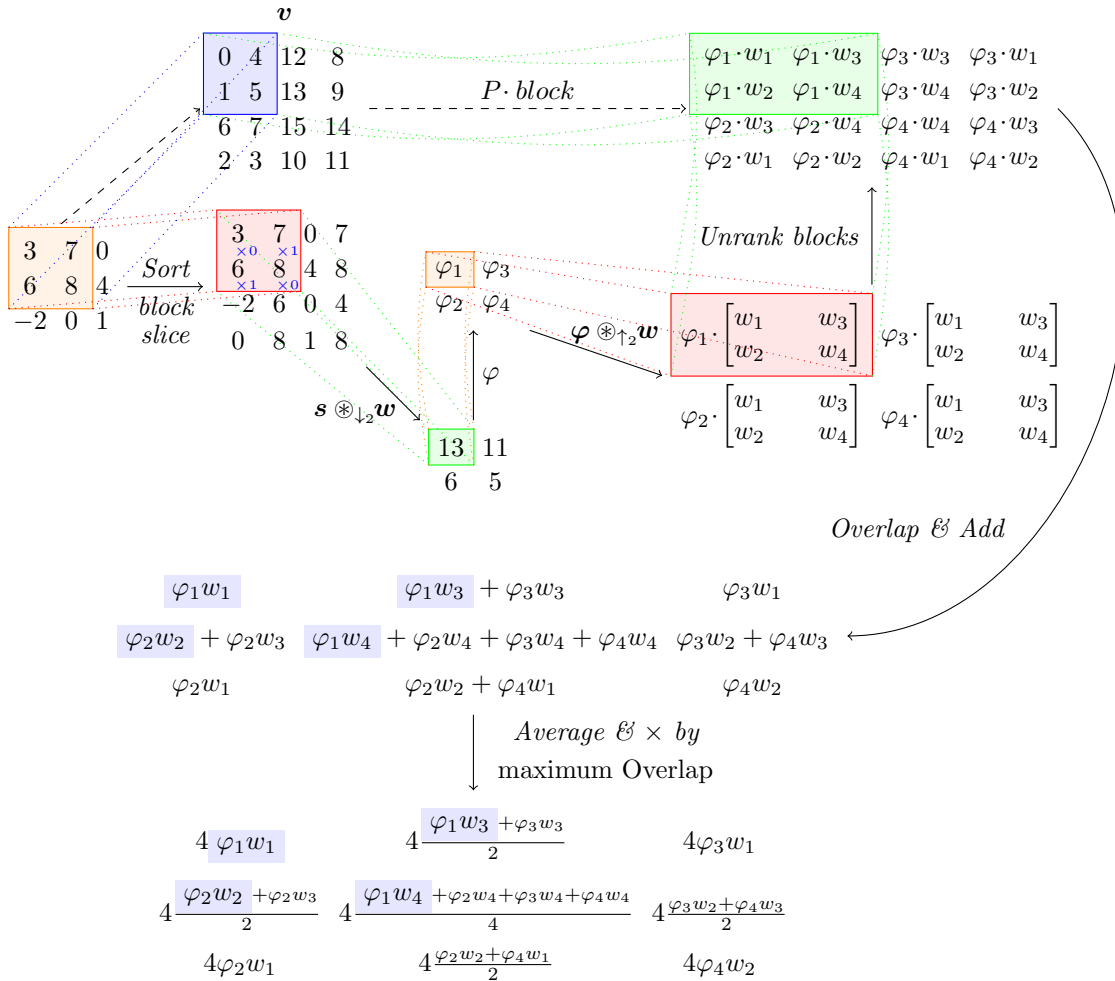 v
0 4 12 8
1 5 13 9
6 7 15 14
2 3 10 11
P · block
φ₁·w₁ φ₁·w₃ φ₃·w₃ φ₃·w₁
φ₁·w₂ φ₁·w₄ φ₃·w₄ φ₃·w₂
φ₂·w₃ φ₂·w₄ φ₄·w₄ φ₄·w₃
φ₂·w₁ φ₂·w₂ φ₄·w₁ φ₄·w₂
3 7 0
6 8 4
−2 0 1
Sort
block
slice
3 7 0 7
×0 ×1
6 8 4 8
×1 ×0
−2 6 0 4
0 8 1 8
s ⊛↓₂ w
13 11
6 5
φ
φ₁ φ₃
φ₂ φ₄
φ ⊛↑₂ w
Unrank blocks
φ₁·[w₁ w₃ φ₃·[w₁ w₃
w₂ w₄] w₂ w₄]
φ₂·[w₁ w₃ φ₄·[w₁ w₃
w₂ w₄] w₂ w₄]
Overlap & Add
φ₁w₁ φ₁w₃ + φ₃w₃ φ₃w₁
φ₂w₂ + φ₂w₃ φ₁w₄ + φ₂w₄ + φ₃w₄ + φ₄w₄ φ₃w₂ + φ₄w₃
φ₂w₁ φ₂w₂ + φ₄w₁ φ₄w₂
Average & × by
maximum Overlap
4 φ₁w₁ 4 (φ₁w₃ + φ₃w₃)/2 4φ₃w₁
4 (φ₂w₂ + φ₂w₃)/2 4 (φ₁w₄ + φ₂w₄ + φ₃w₄ + φ₄w₄)/4 4 (φ₃w₂ + φ₄w₃)/2
4φ₂w₁ 4 (φ₂w₂ + φ₄w₁)/2 4φ₄w₂